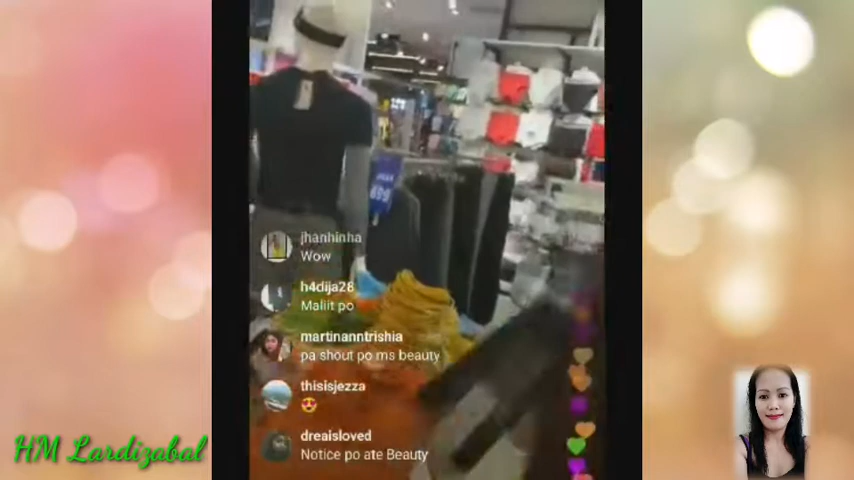 699
jhanhinha
Wow
h4dija28
Maliit po
martinanntrishia
pa shout po ms beauty
thisisjezza
😍
dreaisloved
Notice po ate Beauty
HM Lardizabal